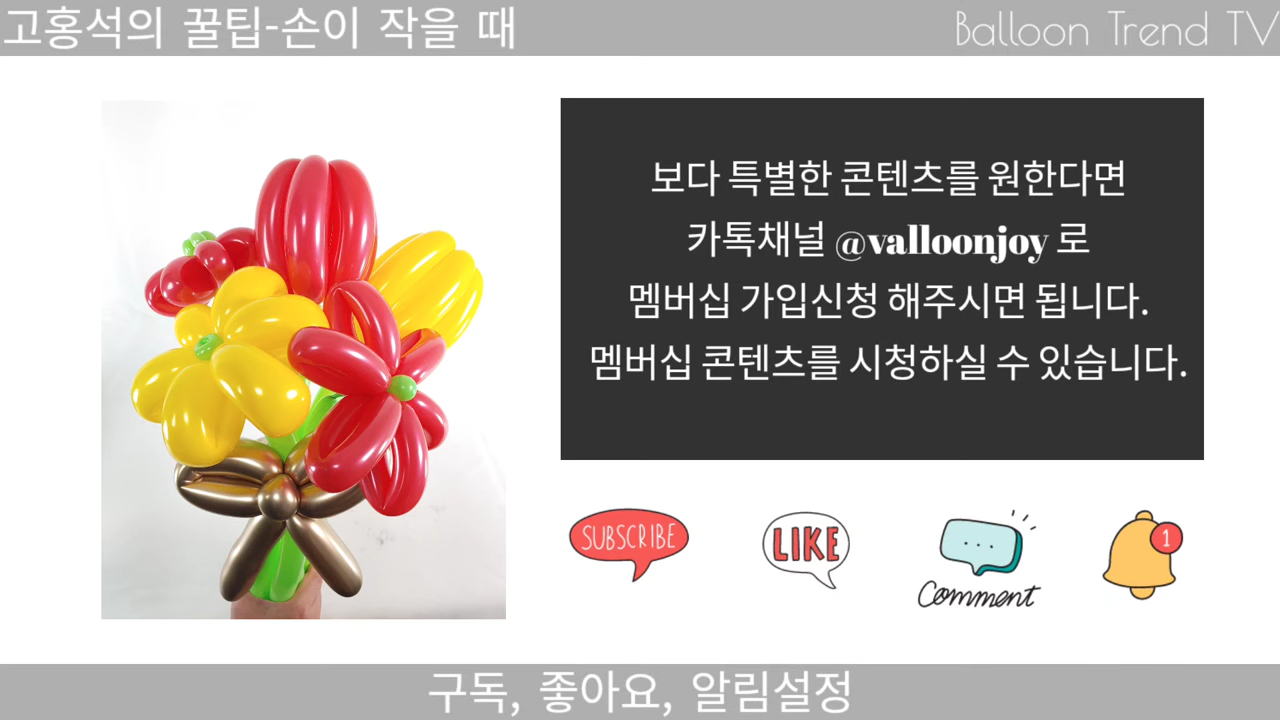 고홍석의 꿀팁-손이 작을 때
Balloon Trend TV
보다 특별한 콘텐츠를 원한다면
카톡채널 @valloonjoy 로
멤버십 가입신청 해주시면 됩니다.
멤버십 콘텐츠를 시청하실 수 있습니다.
SUBSCRIBE
LIKE
Comment
1
구독, 좋아요, 알림설정